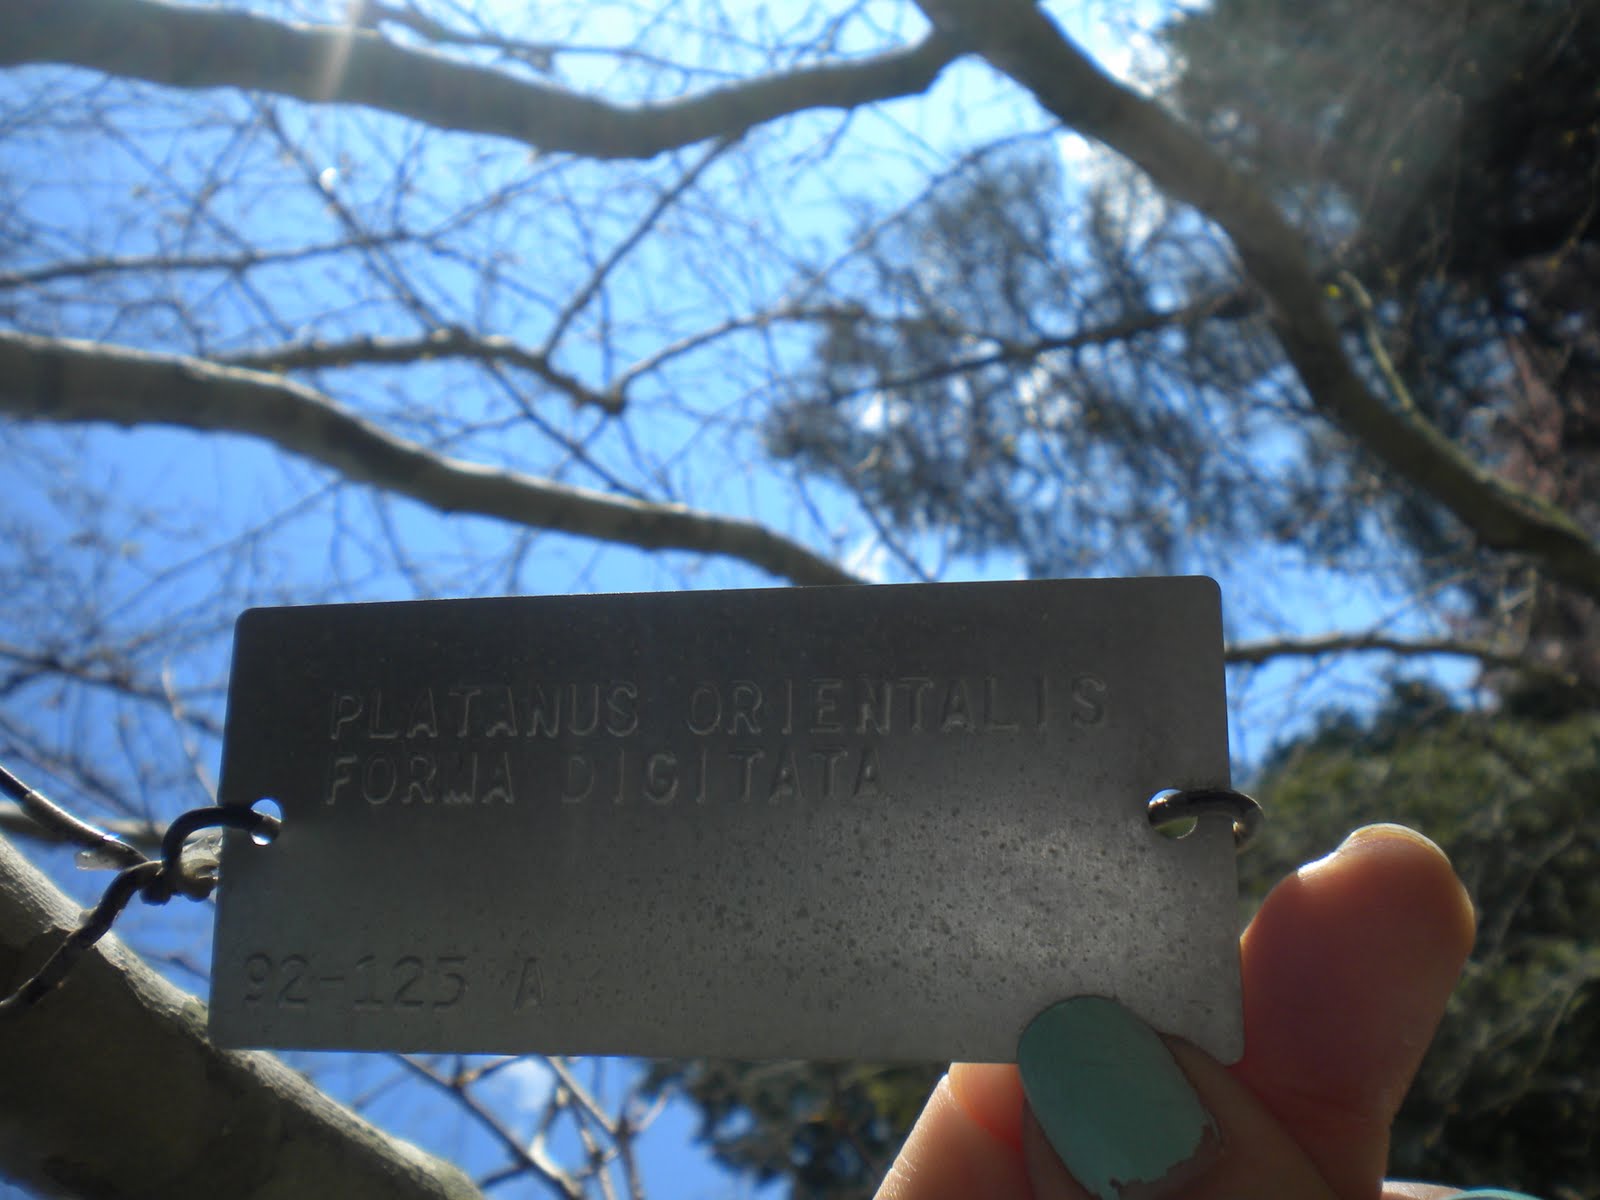 PLATANUS ORIENTALIS
FORMA DIGITATA
92-125 A